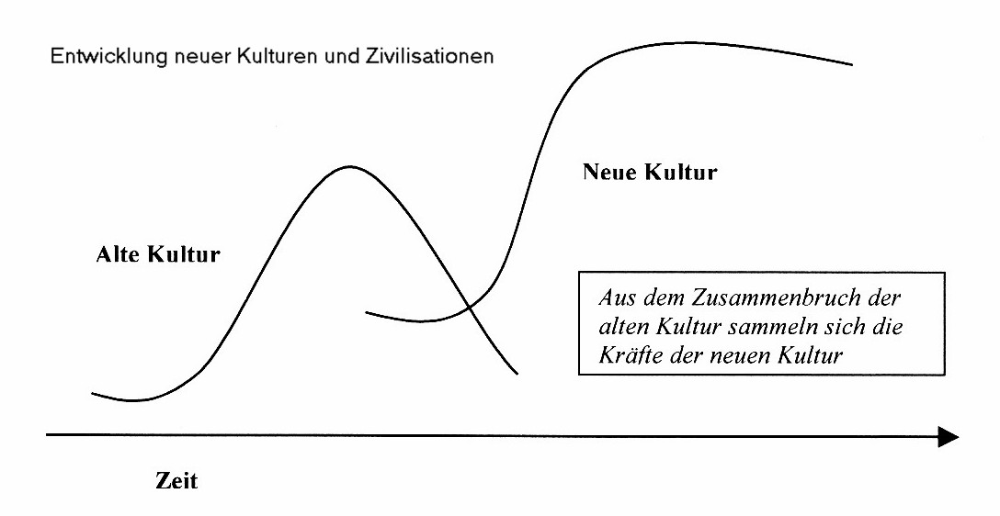 Entwicklung neuer Kulturen und Zivilisationen
Neue Kultur
Alte Kultur
Aus dem Zusammenbruch der
alten Kultur sammeln sich die
Kräfte der neuen Kultur
Zeit